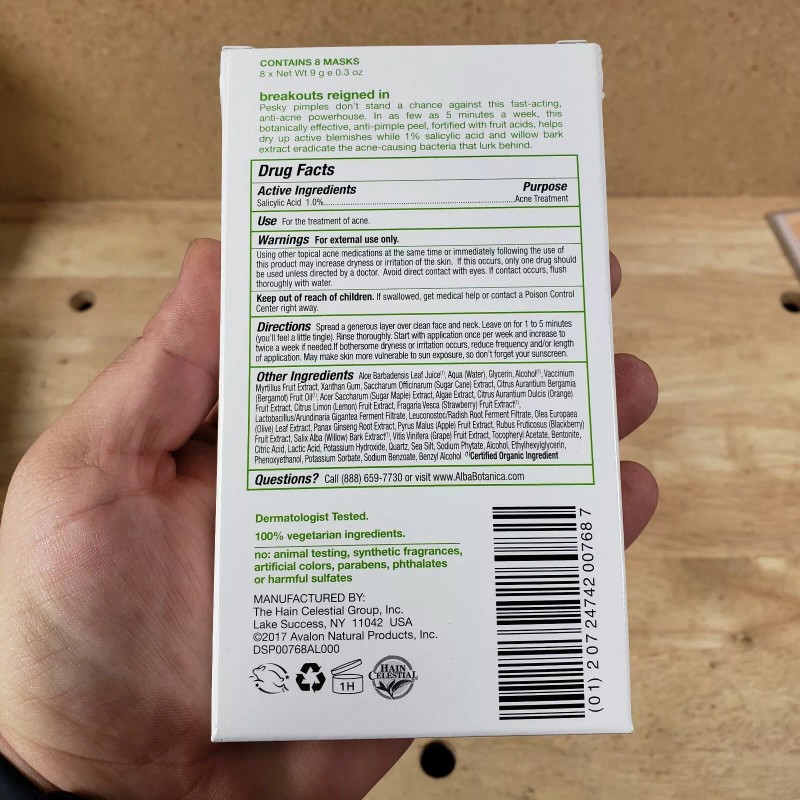 CONTAINS 8 MASKS
8 x Net Wt 9 g e 0.3 oz
breakouts reigned in
Pesky pimples don't stand a chance against this fast-acting,
anti-acne powerhouse. In as few as 5 minutes a week, this
botanically effective, anti-pimple peel, fortified with fruit acids, helps
dry up active blemishes while 1% salicylic acid and willow bark
extract eradicate the acne-causing bacteria that lurk behind.
Drug Facts
Active Ingredients Purpose
Salicylic Acid 1.0%..........Acne Treatment
Use For the treatment of acne.
Warnings For external use only.
Using other topical acne medications at the same time or immediately following the use of
this product may increase dryness or irritation of the skin. If this occurs, only one drug should
be used unless directed by a doctor. Avoid direct contact with eyes. If contact occurs, flush
thoroughly with water.
Keep out of reach of children. If swallowed, get medical help or contact a Poison Control
Center right away.
Directions Spread a generous layer over clean face and neck. Leave on for 1 to 5 minutes
(you'll feel a little tingle). Rinse thoroughly. Start with application once per week and increase to
twice a week if needed.If bothersome dryness or irritation occurs, reduce frequency and/or length
of application. May make skin more vulnerable to sun exposure, so don't forget your sunscreen.
Other Ingredients Aloe Barbadensis Leaf Juice(1), Aqua (Water), Glycerin, Alcohol(1), Vaccinium
Myrtillus Fruit Extract, Xanthan Gum, Saccharum Officinarum (Sugar Cane) Extract, Citrus Aurantium Bergamia
(Bergamot) Fruit Oil(1), Acer Saccharum (Sugar Maple) Extract, Algae Extract, Citrus Aurantium Dulcis (Orange)
Fruit Extract, Citrus Limon (Lemon) Fruit Extract, Fragaria Vesca (Strawberry) Fruit Extract(1),
Lactobacillus/Arundinaria Gigantea Ferment Filtrate, Leuconostoc/Radish Root Ferment Filtrate, Olea Europaea
(Olive) Leaf Extract, Panax Ginseng Root Extract, Pyrus Malus (Apple) Fruit Extract, Rubus Fruticosus (Blackberry)
Fruit Extract, Salix Alba (Willow) Bark Extract(1), Vitis Vinifera (Grape) Fruit Extract, Tocopheryl Acetate, Bentonite,
Citric Acid, Lactic Acid, Potassium Hydroxide, Quartz, Sea Salt, Sodium Phytate, Alcohol, Ethylhexylglycerin,
Phenoxyethanol, Potassium Sorbate, Sodium Benzoate, Benzyl Alcohol (1)Certified Organic Ingredient
Questions? Call (888) 659-7730 or visit www.AlbaBotanica.com
Dermatologist Tested.
100% vegetarian ingredients.
no: animal testing, synthetic fragrances,
artificial colors, parabens, phthalates
or harmful sulfates
MANUFACTURED BY:
The Hain Celestial Group, Inc.
Lake Success, NY 11042 USA
©2017 Avalon Natural Products, Inc.
DSP00768AL000
1H
HAIN
CELESTIAL
(01) 2 07 24742 00768 7